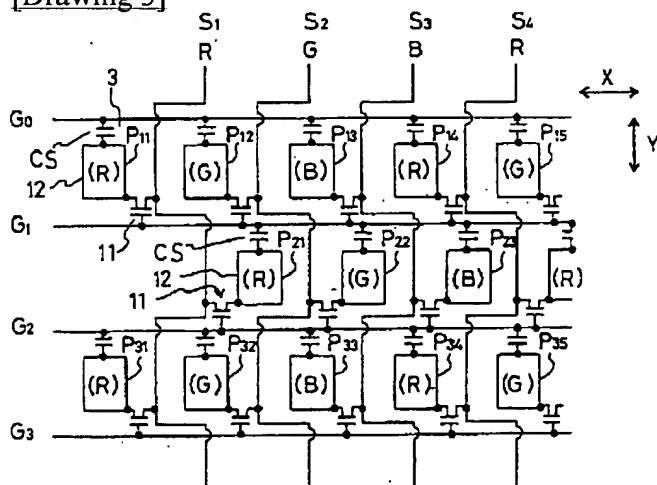 [Drawing 3]
S1 S2 S3 S4
R G B R
X
Y
G0
3
CS P11 P12 P13 P14 P15
12 (R) (G) (B) (R) (G)
G1
11 CS P21 P22 P23
12 (R) (G) (B) (R)
11
G2
P31 P32 P33 P34 P35
(R) (G) (B) (R) (G)
G3